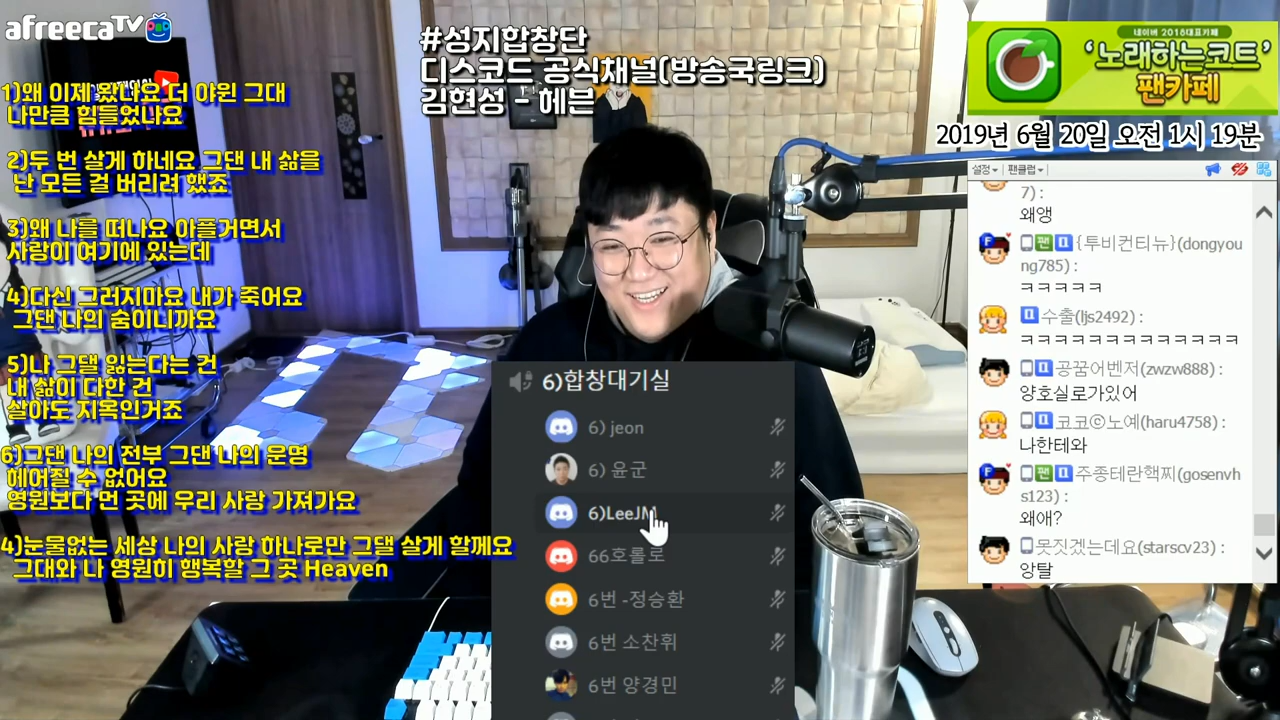 afreecaTV
#성지합창단
디스코드 공식채널(방송국링크)
김현성 - 헤븐
1)왜 이제 왔나요 더 야윈 그대
나만큼 힘들었나요
2)두 번 살게 하네요 그댄 내 삶을
난 모든 걸 버리려 했죠
3)왜 나를 떠나요 아플거면서
사랑이 여기에 있는데
4)다신 그러지마요 내가 죽어요
그댄 나의 숨이니까요
5)나 그댈 잃는다는 건
내 삶이 다한 건
살아도 지옥인거죠
6)그댄 나의 전부 그댄 나의 운명
헤어질 수 없어요
영원보다 먼 곳에 우리 사랑 가져가요
4)눈물없는 세상 나의 사랑 하나로만 그댈 살게 할께요
그대와 나 영원히 행복할 그 곳 Heaven
6)합창대기실
6) jeon
6) 윤군
6)LeeJ
66호롤로
6번 -정승환
6번 소찬휘
6번 양경민
네이버 2018대표카페
'노래하는코트'
팬카페
2019년 6월 20일 오전 1시 19분
설정 팬클럽
7) :
왜앵
팬 {투비컨티뉴}(dongyou
ng785) :
ㅋㅋㅋㅋㅋ
수출(ljs2492) :
ㅋㅋㅋㅋㅋㅋㅋㅋㅋㅋㅋㅋㅋ
공꿈어벤저(zwzw888) :
양호실로가있어
코코ⓒ노예(haru4758) :
나한테와
팬 주종테란핵찌(gosenvh
s123) :
왜애?
못짓겠는데요(starscv23) :
앙탈